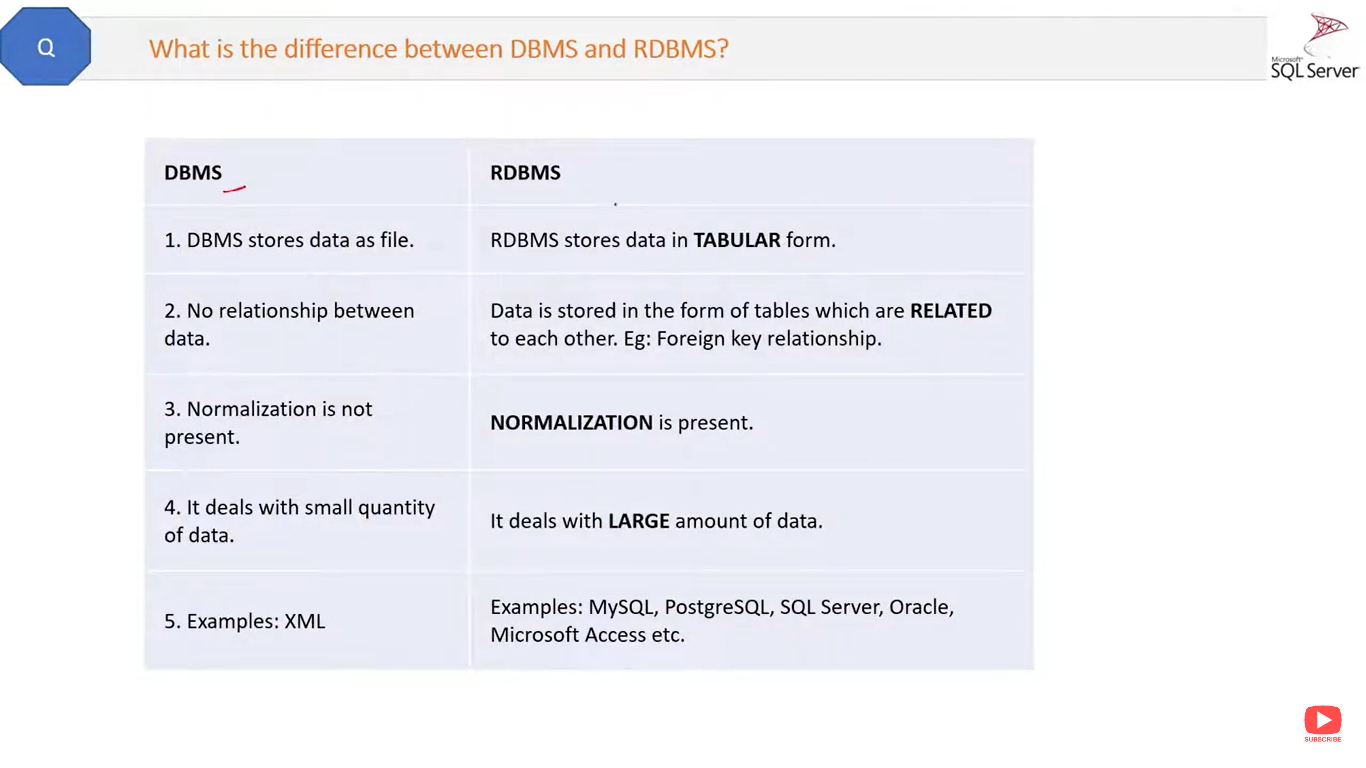 Q
What is the difference between DBMS and RDBMS?
Microsoft®
SQL Server
DBMS
RDBMS
1. DBMS stores data as file.
RDBMS stores data in TABULAR form.
2. No relationship between
data.
Data is stored in the form of tables which are RELATED
to each other. Eg: Foreign key relationship.
3. Normalization is not
present.
NORMALIZATION is present.
4. It deals with small quantity
of data.
It deals with LARGE amount of data.
5. Examples: XML
Examples: MySQL, PostgreSQL, SQL Server, Oracle,
Microsoft Access etc.
SUBSCRIBE